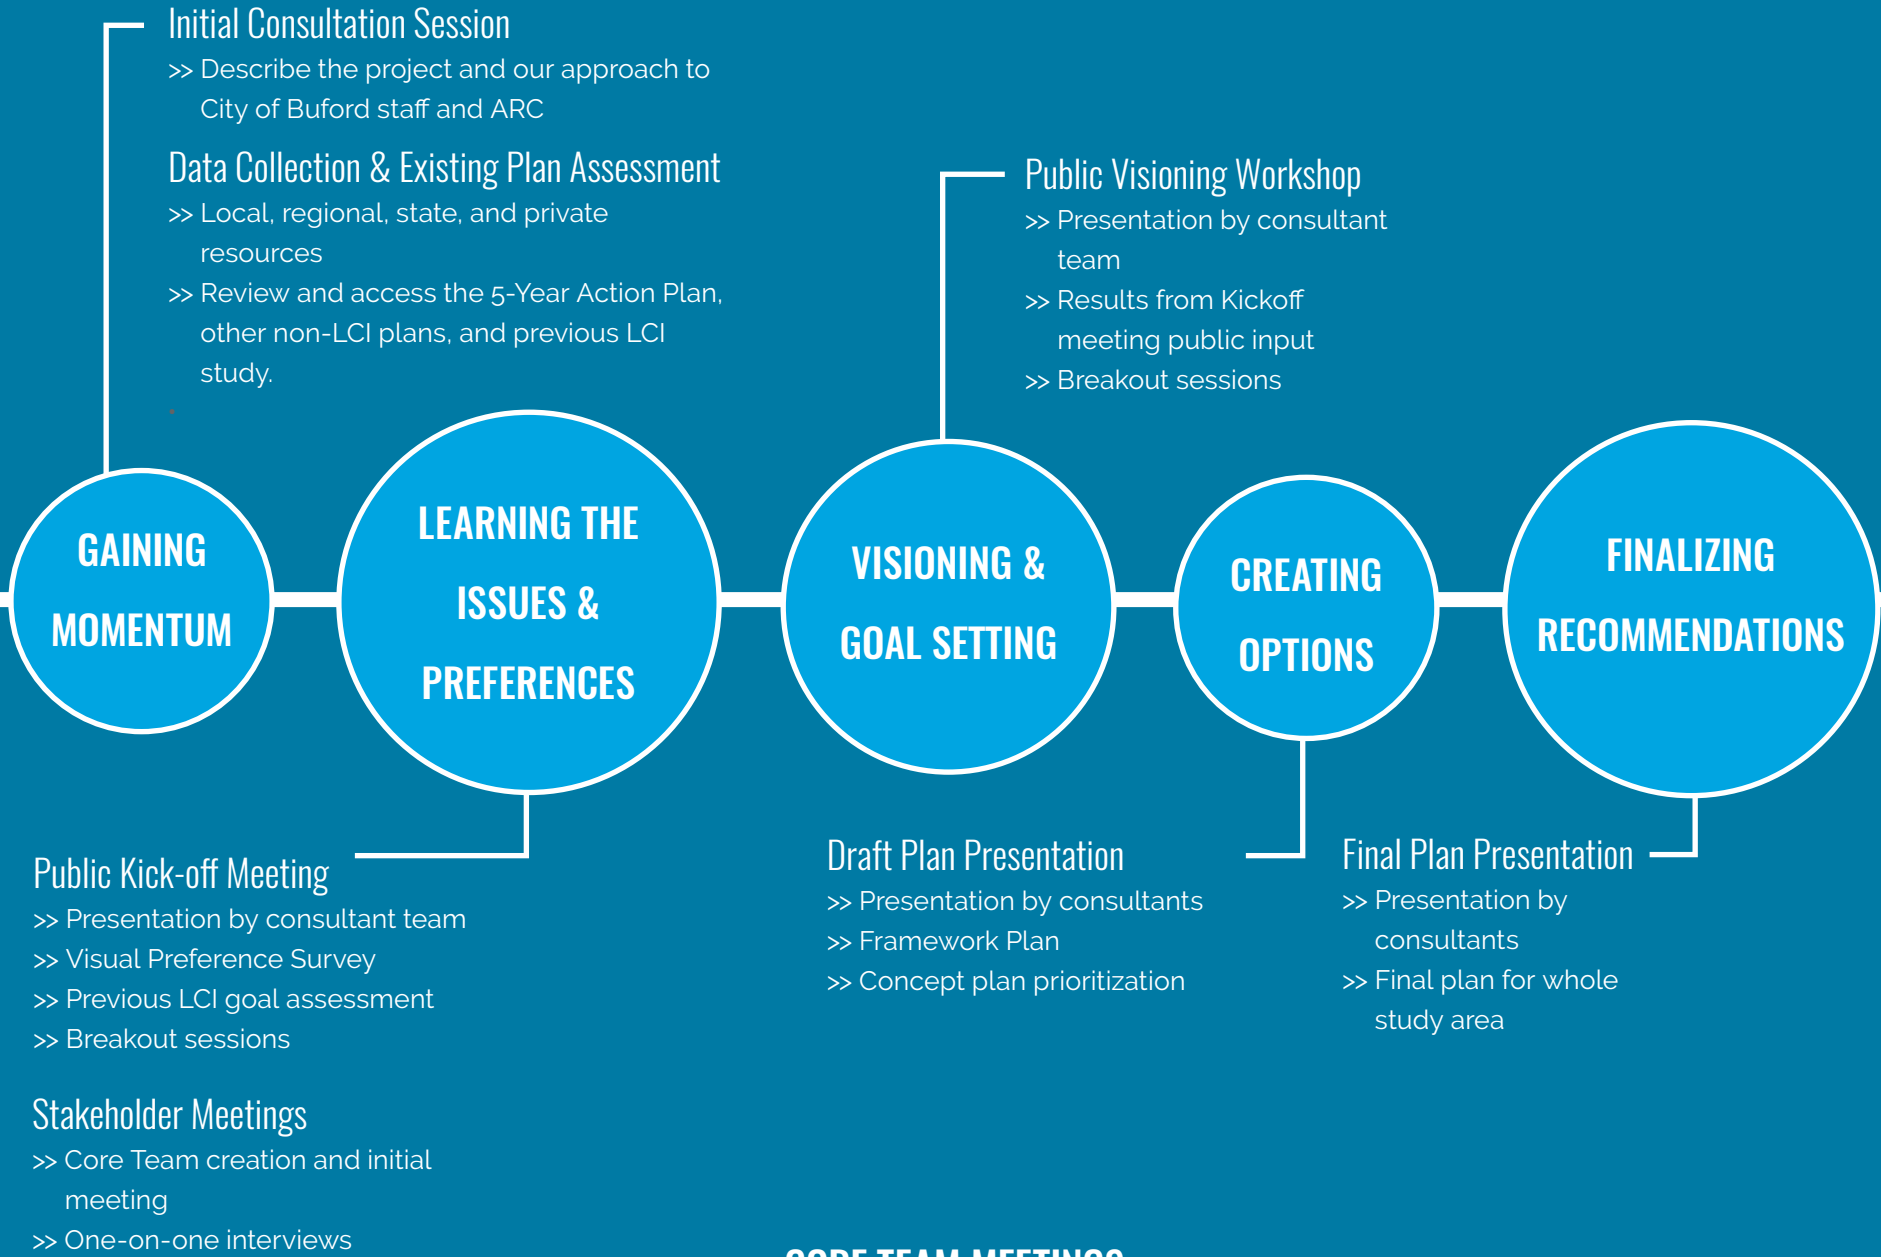 Initial Consultation Session
>> Describe the project and our approach to
City of Buford staff and ARC
Data Collection & Existing Plan Assessment
>> Local, regional, state, and private
resources
>> Review and access the 5-Year Action Plan,
other non-LCI plans, and previous LCI
study.
Public Visioning Workshop
>> Presentation by consultant
team
>> Results from Kickoff
meeting public input
>> Breakout sessions
GAINING
MOMENTUM
LEARNING THE
ISSUES &
PREFERENCES
VISIONING &
GOAL SETTING
CREATING
OPTIONS
FINALIZING
RECOMMENDATIONS
Public Kick-off Meeting
>> Presentation by consultant team
>> Visual Preference Survey
>> Previous LCI goal assessment
>> Breakout sessions
Stakeholder Meetings
>> Core Team creation and initial
meeting
>> One-on-one interviews
Draft Plan Presentation
>> Presentation by consultants
>> Framework Plan
>> Concept plan prioritization
Final Plan Presentation
>> Presentation by
consultants
>> Final plan for whole
study area
CORE TEAM MEETINGS